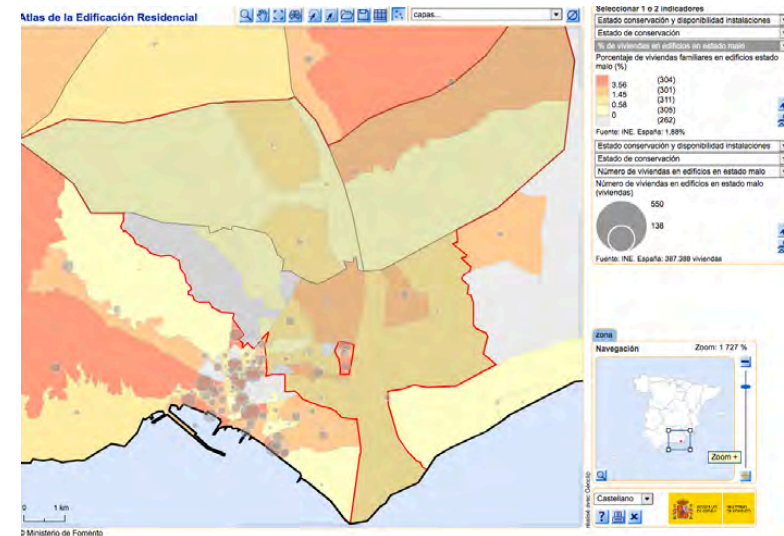 Atlas de la Edificación Residencial
capas...
Seleccionar 1 o 2 indicadores
Estado conservación y disponibilidad instalaciones
Estado de conservación
% de viviendas en edificios en estado malo
Porcentaje de viviendas familiares en edificios estado
malo (%)
(304)
3.56
(301)
1.45
(311)
0.58
(305)
0
(262)
Fuente: INE. España: 1,88%
Estado conservación y disponibilidad instalaciones
Estado de conservación
Número de viviendas en edificios en estado malo
Número de viviendas en edificios en estado malo
(viviendas)
550
138
Fuente: INE. España: 387.388 viviendas
zona
Navegación
Zoom: 1 727 %
Zoom +
Castellano
0 1 km
© Ministerio de Fomento